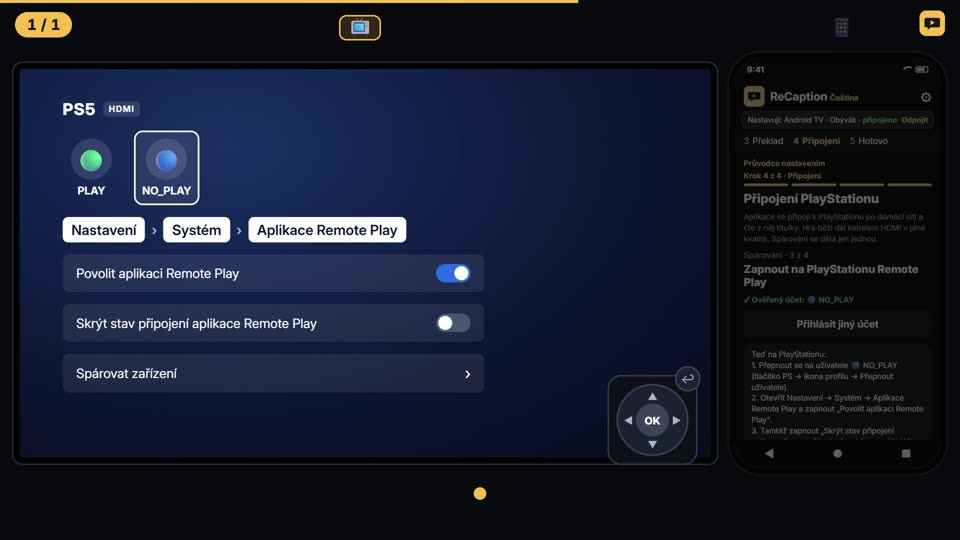 1 / 1
PS5 HDMI
PLAY
NO_PLAY
Nastavení › Systém › Aplikace Remote Play
Povolit aplikaci Remote Play
Skrýt stav připojení aplikace Remote Play
Spárovat zařízení
OK
9:41
ReCaption Čeština
Nastavuji: Android TV · Obývák · připojeno Odpojit
3 Překlad 4 Připojení 5 Hotovo
Průvodce nastavením
Krok 4 z 4 · Připojení
Připojení PlayStationu
Aplikace se připojí k PlayStationu po domácí síti a
čte z něj titulky. Hra běží dál kabelem HDMI v plné
kvalitě. Spárování se dělá jen jednou.
Spárování · 3 z 4
Zapnout na PlayStationu Remote
Play
✓ Ověřený účet: NO_PLAY
Přihlásit jiný účet
Teď na PlayStationu:
1. Přepnout se na uživatele NO_PLAY
(tlačítko PS → ikona profilu → Přepnout
uživatele).
2. Otevřít Nastavení → Systém → Aplikace
Remote Play a zapnout „Povolit aplikaci Remote
Play“.
3. Tamtéž zapnout „Skrýt stav připojení